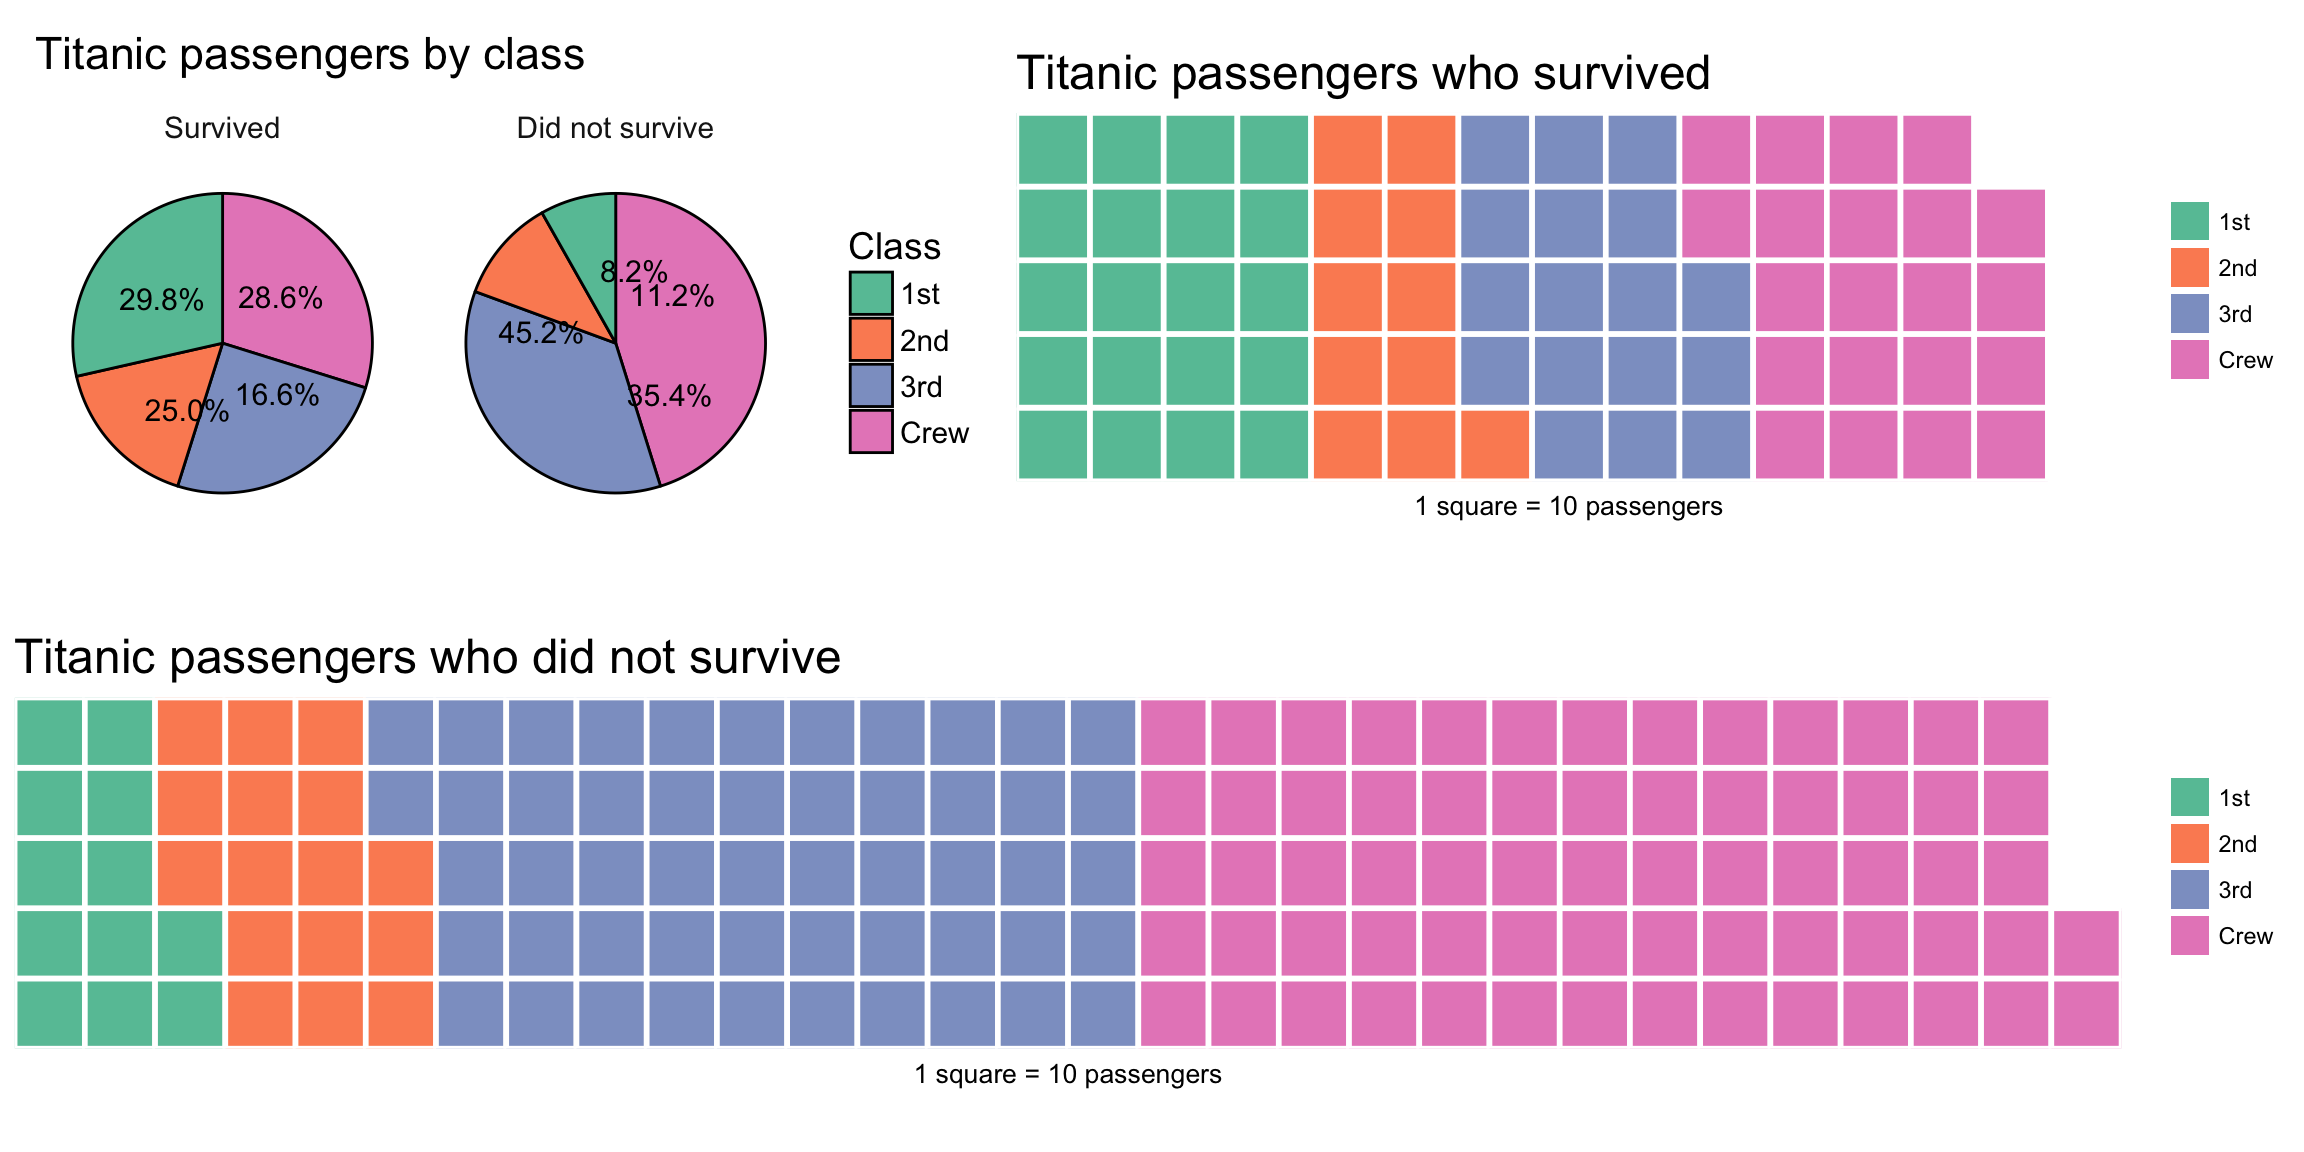 Titanic passengers by class
Survived
Did not survive
29.8%
28.6%
25.0%
16.6%
8.2%
11.2%
45.2%
35.4%
Class
1st
2nd
3rd
Crew
Titanic passengers who survived
1st
2nd
3rd
Crew
1 square = 10 passengers
Titanic passengers who did not survive
1st
2nd
3rd
Crew
1 square = 10 passengers